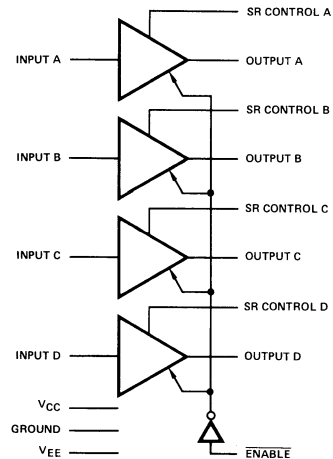 SR CONTROL A
INPUT A
OUTPUT A
SR CONTROL B
INPUT B
OUTPUT B
SR CONTROL C
INPUT C
OUTPUT C
SR CONTROL D
INPUT D
OUTPUT D
VCC
GROUND
VEE
ENABLE